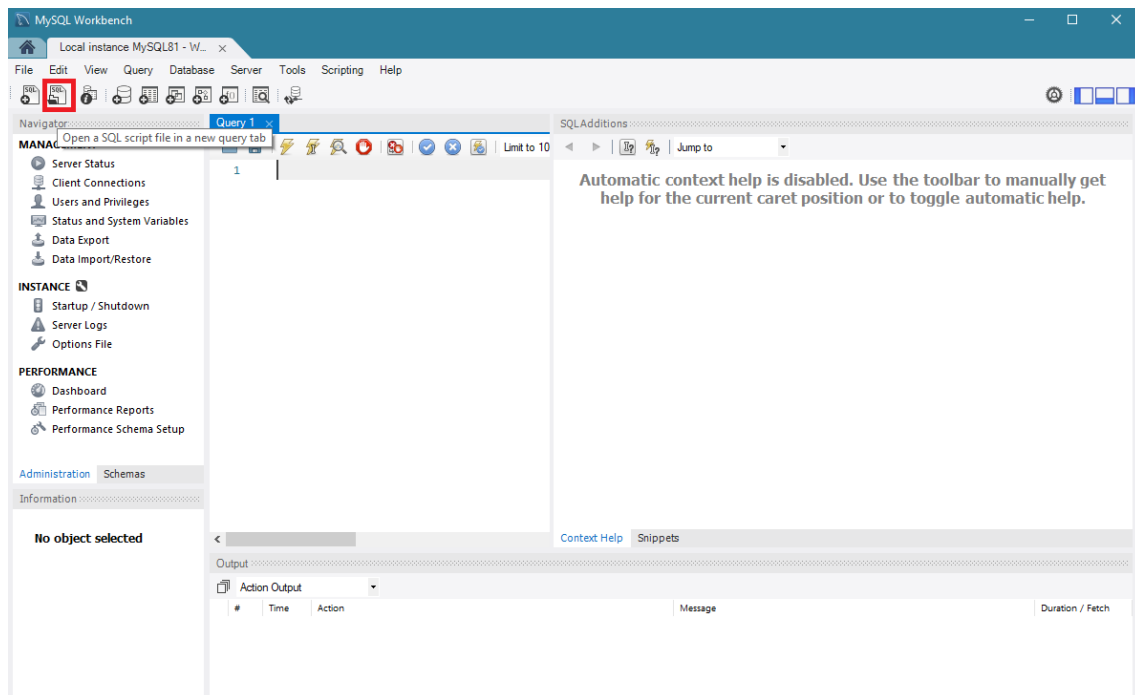 MySQL Workbench
Local instance MySQL81 - W...
File Edit View Query Database Server Tools Scripting Help
SQL SQL
Navigator
Query 1
SQLAdditions
Open a SQL script file in a new query tab
Limit to 10
Jump to
1
Automatic context help is disabled. Use the toolbar to manually get
help for the current caret position or to toggle automatic help.
Server Status
Client Connections
Users and Privileges
Status and System Variables
Data Export
Data Import/Restore
INSTANCE
Startup / Shutdown
Server Logs
Options File
PERFORMANCE
Dashboard
Performance Reports
Performance Schema Setup
Administration Schemas
Information
No object selected
Context Help Snippets
Output
Action Output
# Time Action Message Duration / Fetch